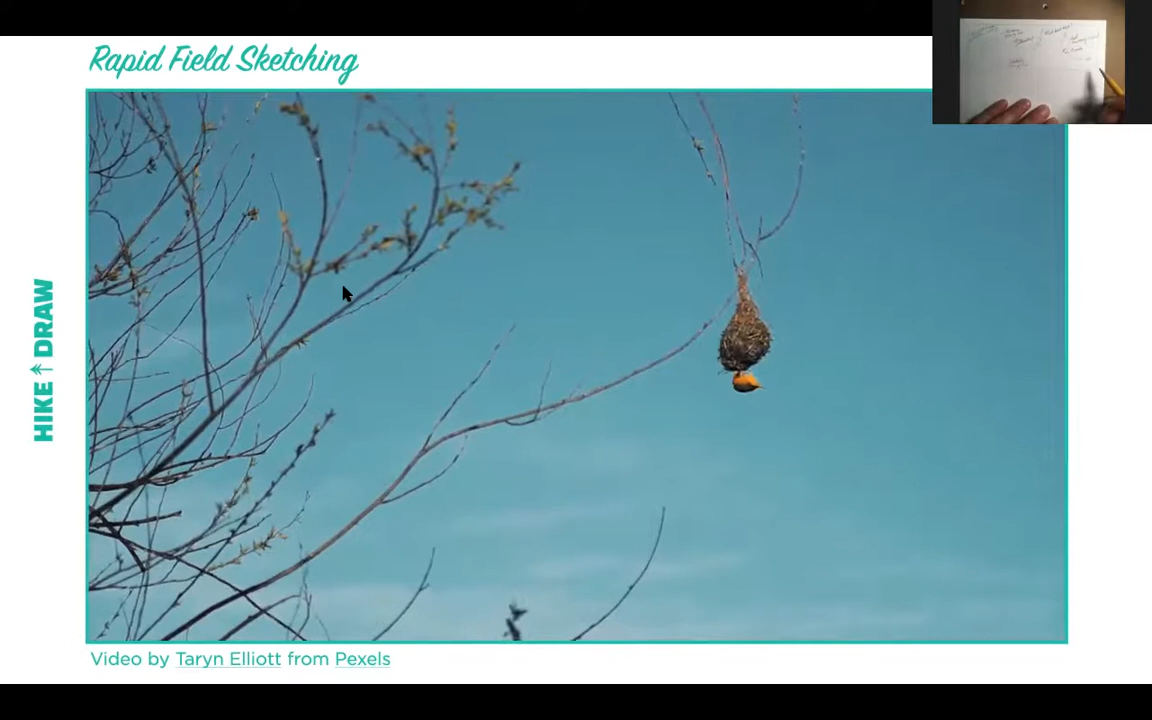 Rapid Field Sketching
HIKE DRAW
Video by Taryn Elliott from Pexels